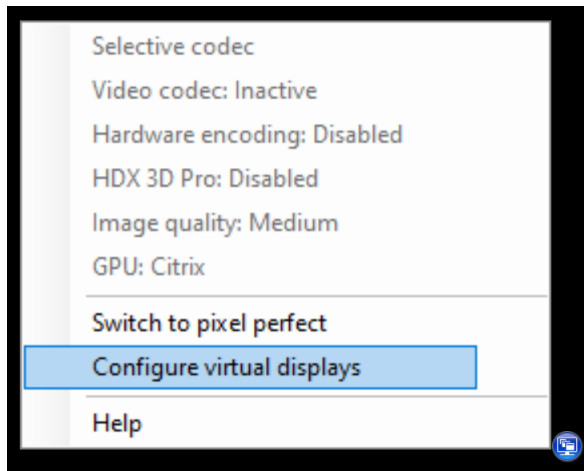 Selective codec
Video codec: Inactive
Hardware encoding: Disabled
HDX 3D Pro: Disabled
Image quality: Medium
GPU: Citrix
Switch to pixel perfect
Configure virtual displays
Help